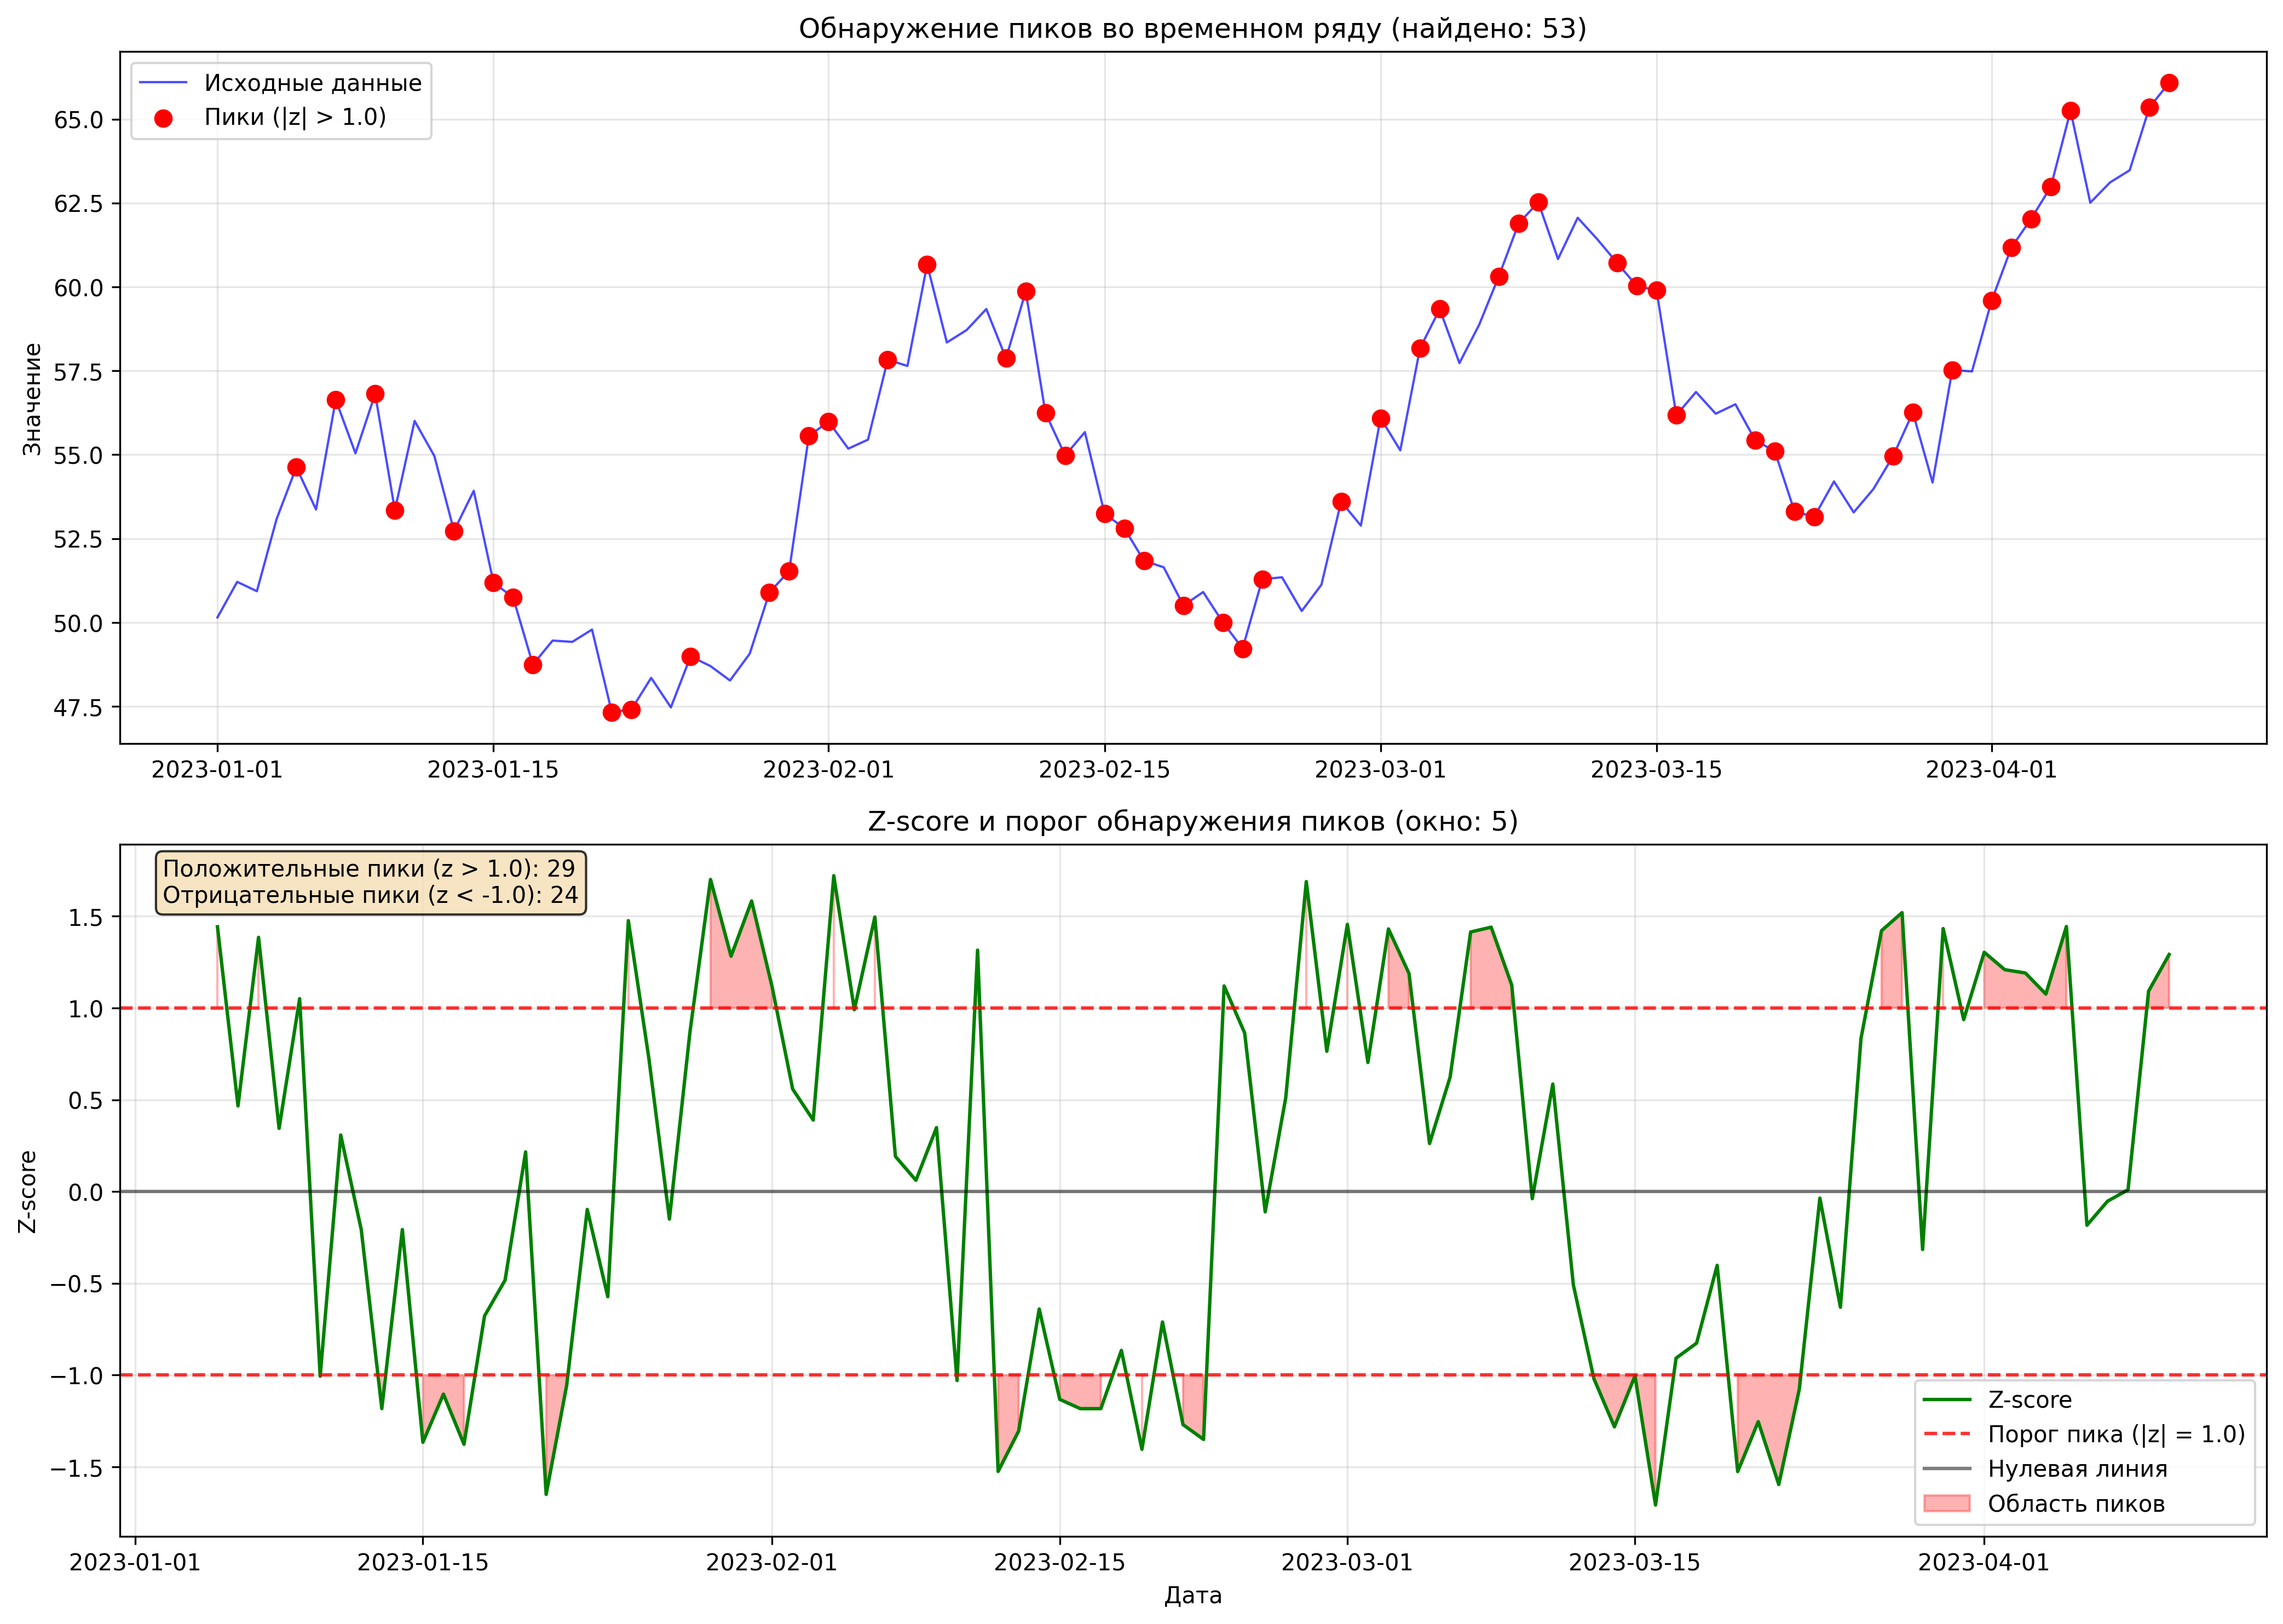 Обнаружение пиков во временном ряду (найдено: 53)
Исходные данные
Пики (|z| > 1.0)
Значение
65.0
62.5
60.0
57.5
55.0
52.5
50.0
47.5
2023-01-01 2023-01-15 2023-02-01 2023-02-15 2023-03-01 2023-03-15 2023-04-01
Z-score и порог обнаружения пиков (окно: 5)
Положительные пики (z > 1.0): 29
Отрицательные пики (z < -1.0): 24
Z-score
1.5
1.0
0.5
0.0
−0.5
−1.0
−1.5
Z-score
Порог пика (|z| = 1.0)
Нулевая линия
Область пиков
2023-01-01 2023-01-15 2023-02-01 2023-02-15 2023-03-01 2023-03-15 2023-04-01
Дата